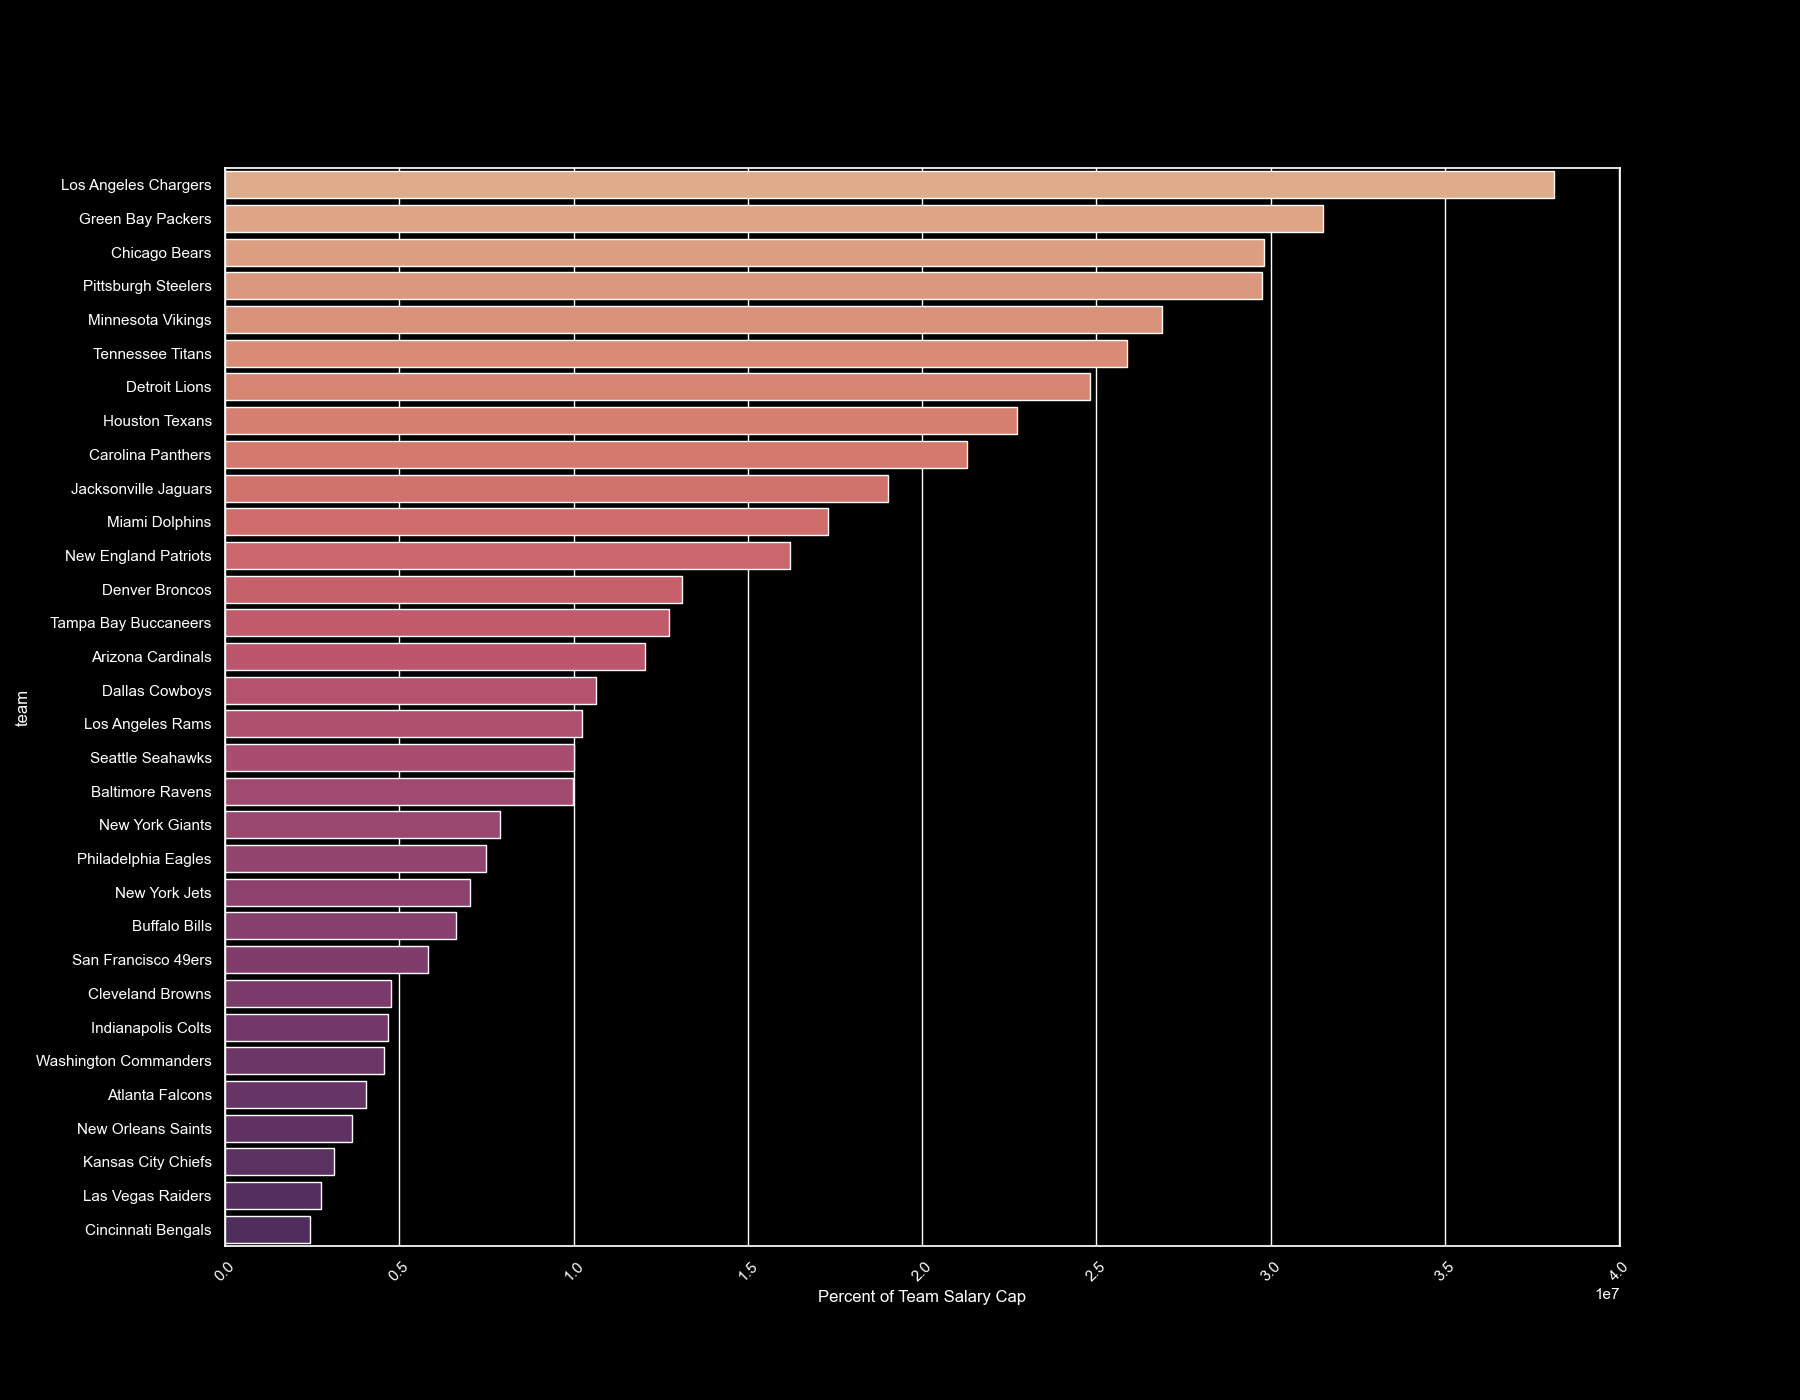 Los Angeles Chargers
Green Bay Packers
Chicago Bears
Pittsburgh Steelers
Minnesota Vikings
Tennessee Titans
Detroit Lions
Houston Texans
Carolina Panthers
Jacksonville Jaguars
Miami Dolphins
New England Patriots
Denver Broncos
Tampa Bay Buccaneers
Arizona Cardinals
Dallas Cowboys
Los Angeles Rams
Seattle Seahawks
Baltimore Ravens
New York Giants
Philadelphia Eagles
New York Jets
Buffalo Bills
San Francisco 49ers
Cleveland Browns
Indianapolis Colts
Washington Commanders
Atlanta Falcons
New Orleans Saints
Kansas City Chiefs
Las Vegas Raiders
Cincinnati Bengals
team
0.0 0.5 1.0 1.5 2.0 2.5 3.0 3.5 4.0
1e7
Percent of Team Salary Cap